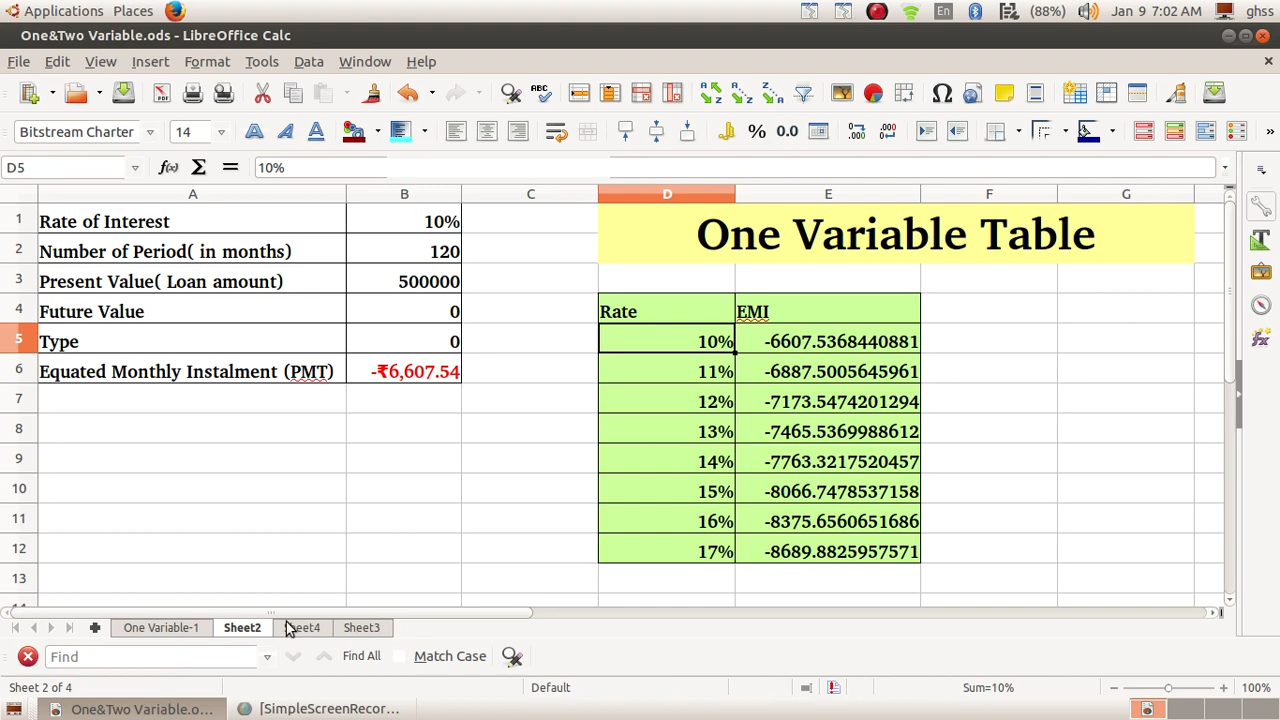 Applications Places En (88%) Jan 9 7:02 AM ghss
One&Two Variable.ods - LibreOffice Calc
File Edit View Insert Format Tools Data Window Help
Bitstream Charter 14
D5 10%
A B C D E F G
1 Rate of Interest 10%
One Variable Table
2 Number of Period( in months) 120
3 Present Value( Loan amount) 500000
4 Future Value 0 Rate EMI
5 Type 0 10% -6607.5368440881
6 Equated Monthly Instalment (PMT) -₹6,607.54 11% -6887.5005645961
7 12% -7173.5474201294
8 13% -7465.5369988612
9 14% -7763.3217520457
10 15% -8066.7478537158
11 16% -8375.6560651686
12 17% -8689.8825957571
13
One Variable-1 Sheet2 Sheet4 Sheet3
Find Find All Match Case
Sheet 2 of 4 Default Sum=10% 100%
One&Two Variable.o... [SimpleScreenRecor...